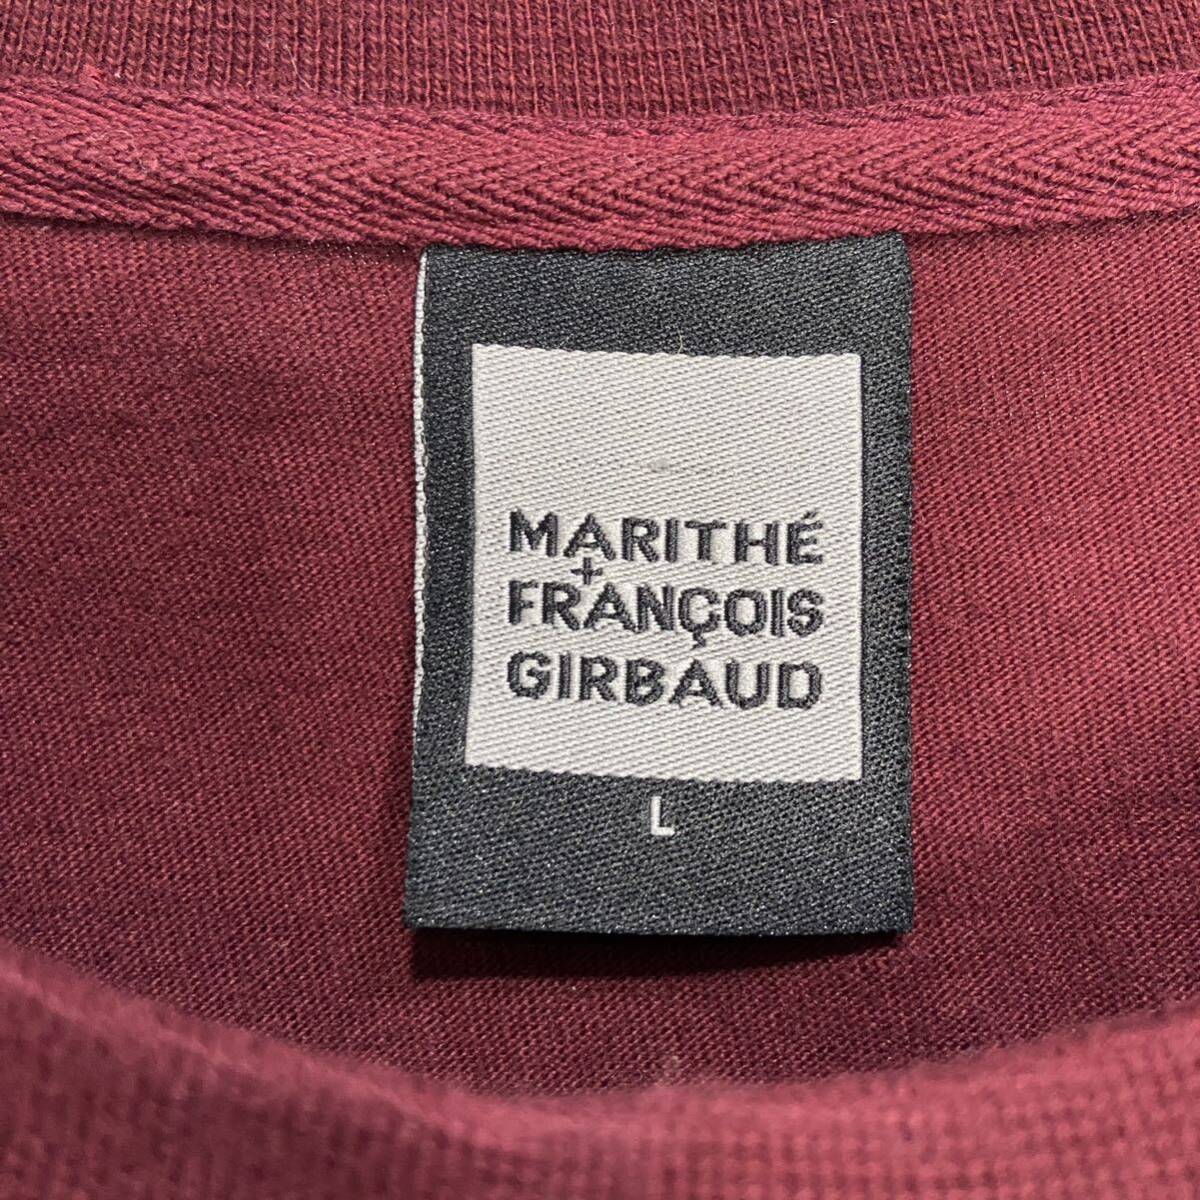 MARITHÉ
+
FRANÇOIS
GIRBAUD
L